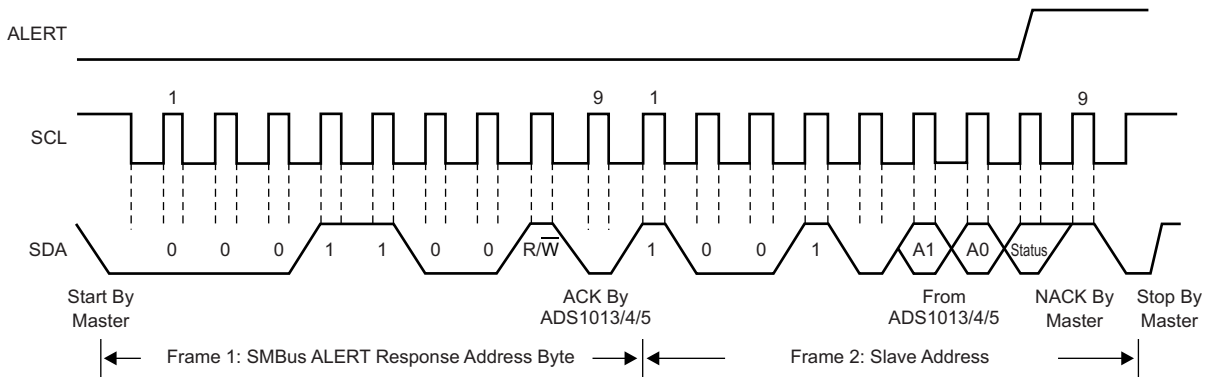 ALERT
1 9 1 9
SCL
SDA
0 0 0 1 1 0 0 R/W 1 0 0 1 A1 A0 Status
Start By
Master
ACK By
ADS1013/4/5
From
ADS1013/4/5
NACK By
Master
Stop By
Master
Frame 1: SMBus ALERT Response Address Byte
Frame 2: Slave Address